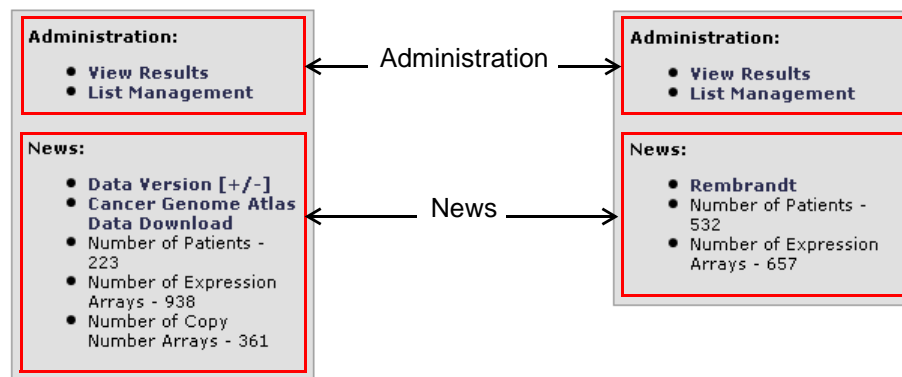 Administration:
View Results
List Management
News:
Data Version [+/-]
Cancer Genome Atlas
Data Download
Number of Patients -
223
Number of Expression
Arrays - 938
Number of Copy
Number Arrays - 361
Administration
News
Administration:
View Results
List Management
News:
Rembrandt
Number of Patients -
532
Number of Expression
Arrays - 657